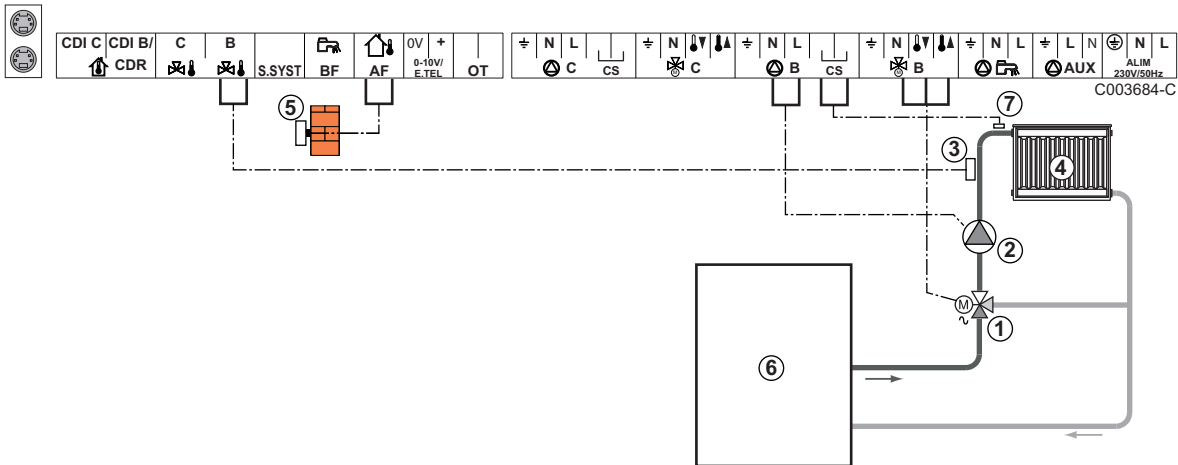 CDI C CDI B/ CDR C B S.SYST BF AF 0V + 0-10V/ E.TEL OT
N L C CS N M C N L B CS N M B N L L N AUX N L ALIM 230V/50Hz
C003684-C
5
7
3
4
2
M
1
6